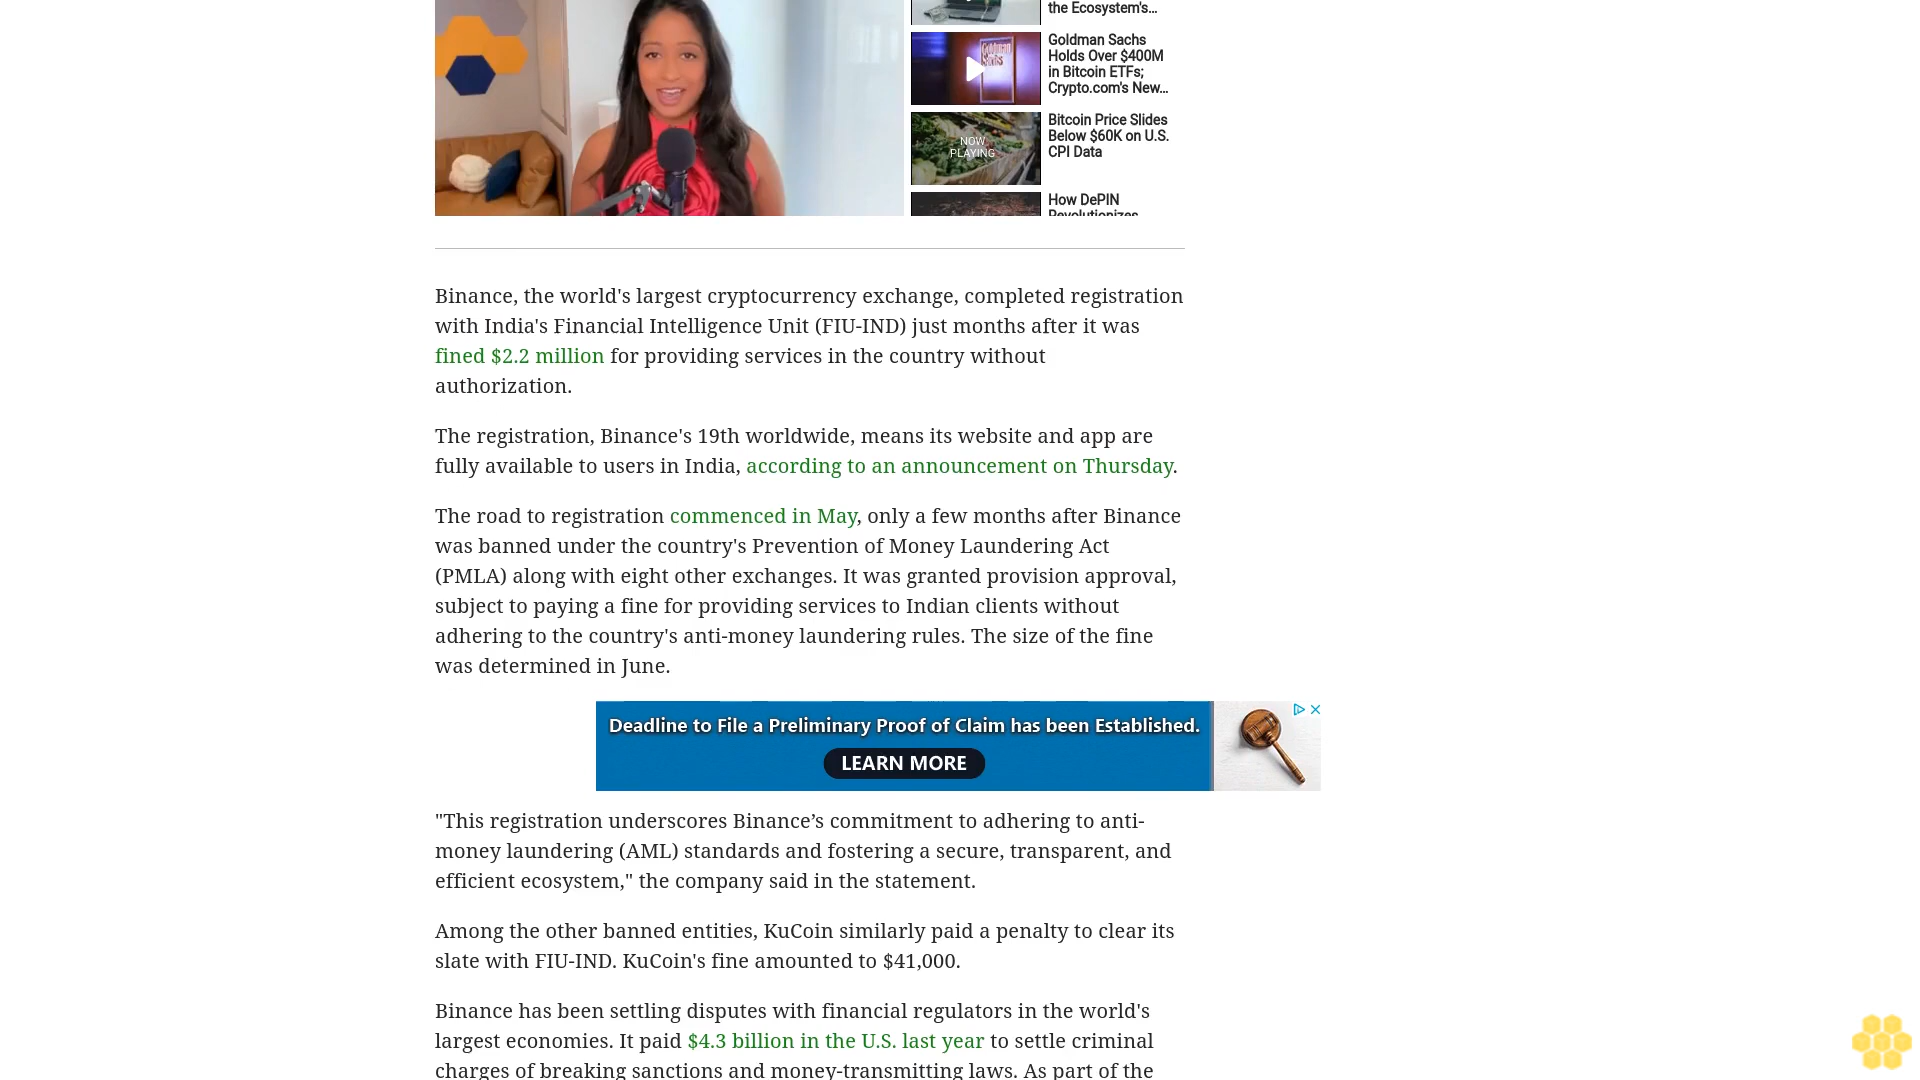 the Ecosystem's...
Goldman Sachs
Holds Over $400M
in Bitcoin ETFs;
Crypto.com's New...
Goldman
Sachs
Bitcoin Price Slides
Below $60K on U.S.
CPI Data
NOW
PLAYING
How DePIN
Revolutionizes
Binance, the world's largest cryptocurrency exchange, completed registration
with India's Financial Intelligence Unit (FIU-IND) just months after it was
fined $2.2 million for providing services in the country without
authorization.
The registration, Binance's 19th worldwide, means its website and app are
fully available to users in India, according to an announcement on Thursday.
The road to registration commenced in May, only a few months after Binance
was banned under the country's Prevention of Money Laundering Act
(PMLA) along with eight other exchanges. It was granted provision approval,
subject to paying a fine for providing services to Indian clients without
adhering to the country's anti-money laundering rules. The size of the fine
was determined in June.
Deadline to File a Preliminary Proof of Claim has been Established.
LEARN MORE
"This registration underscores Binance’s commitment to adhering to anti-
money laundering (AML) standards and fostering a secure, transparent, and
efficient ecosystem," the company said in the statement.
Among the other banned entities, KuCoin similarly paid a penalty to clear its
slate with FIU-IND. KuCoin's fine amounted to $41,000.
Binance has been settling disputes with financial regulators in the world's
largest economies. It paid $4.3 billion in the U.S. last year to settle criminal
charges of breaking sanctions and money-transmitting laws. As part of the